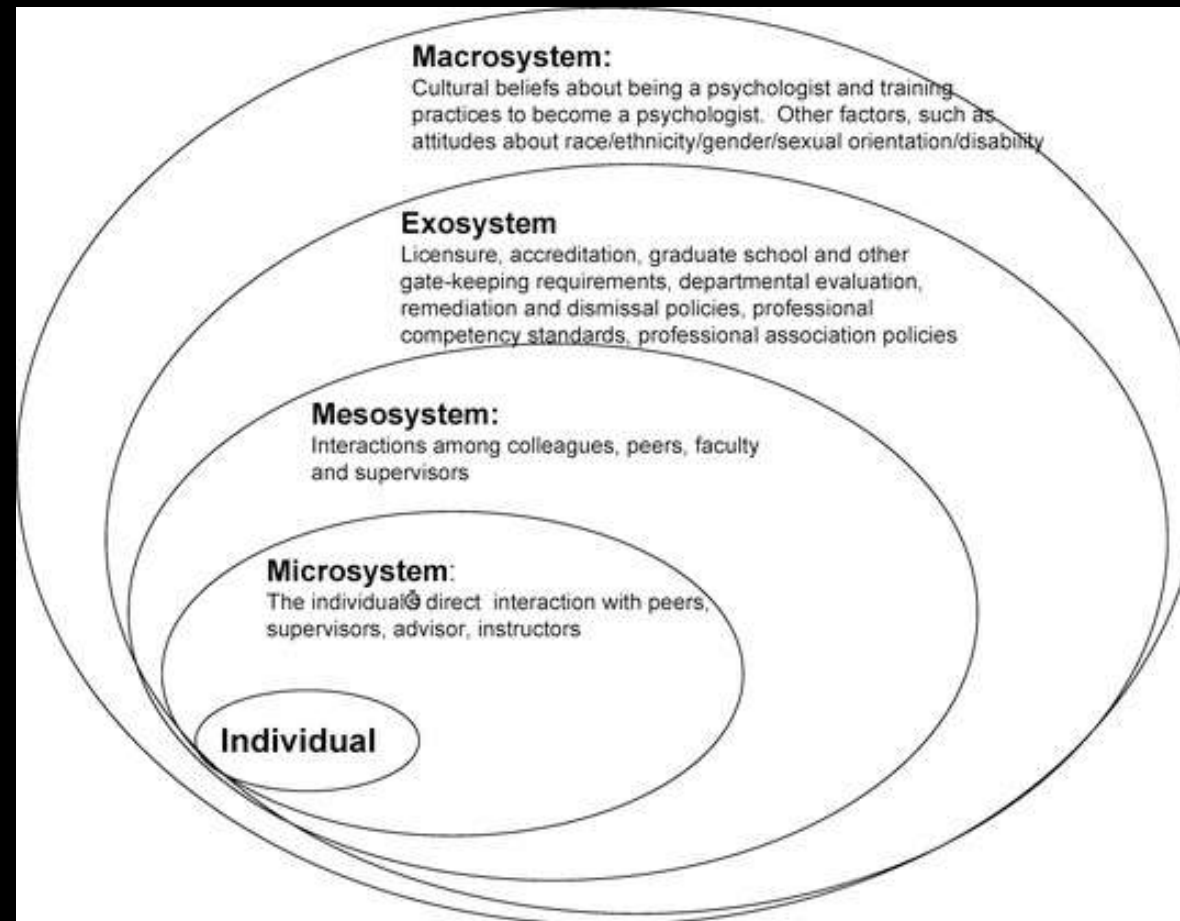 Macrosystem:
Cultural beliefs about being a psychologist and training
practices to become a psychologist. Other factors, such as
attitudes about race/ethnicity/gender/sexual orientation/disability
Exosystem
Licensure, accreditation, graduate school and other
gate-keeping requirements, departmental evaluation,
remediation and dismissal policies, professional
competency standards, professional association policies
Mesosystem:
Interactions among colleagues, peers, faculty
and supervisors
Microsystem:
The direct interaction with peers,
supervisors, advisor, instructors
Individual